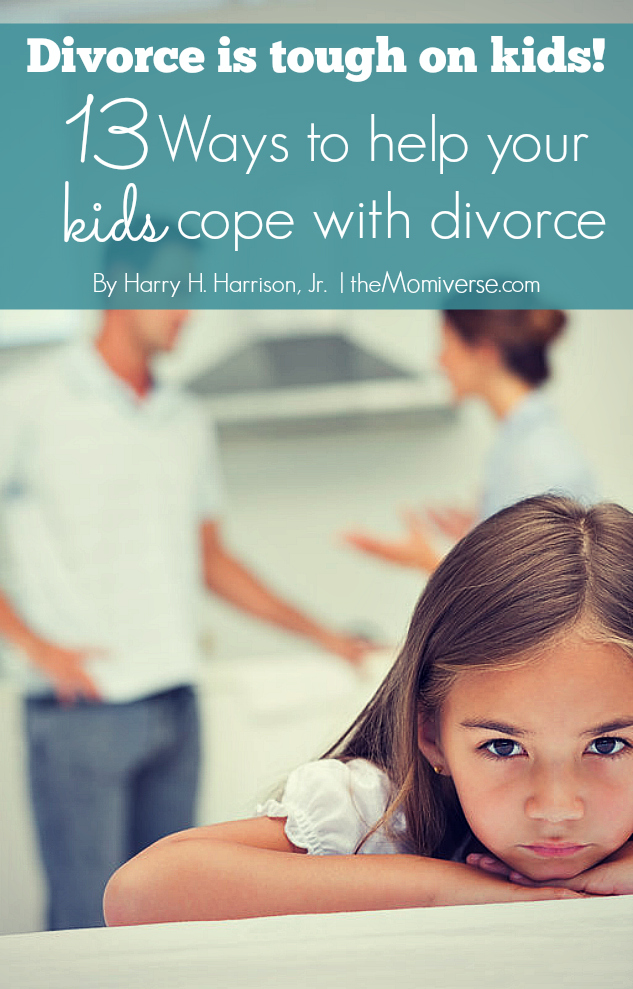 Divorce is tough on kids!
13 Ways to help your
kids cope with divorce
By Harry H. Harrison, Jr. | theMomiverse.com